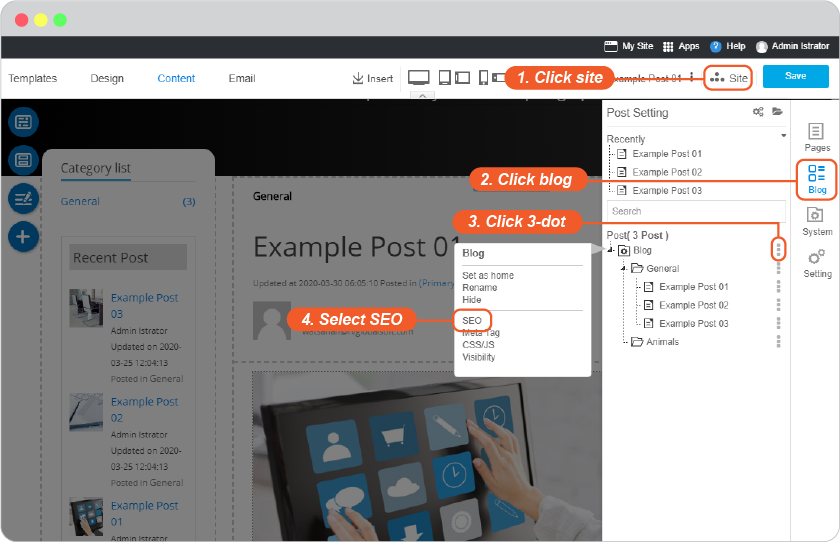 My Site Apps ? Help Admin Istrator
Templates Design Content Email Insert Example Post 01 Site Save
1. Click site
Post Setting
Recently
Example Post 01
Example Post 02
Example Post 03
Search
Post( 3 Post )
Blog
General
Example Post 01
Example Post 02
Example Post 03
Animals
Pages
Blog
System
Setting
2. Click blog
3. Click 3-dot
4. Select SEO
Blog
Set as home
Rename
Hide
SEO
Meta Tag
CSS/JS
Visibility
Category list
General (3)
Recent Post
Example Post
03
Admin Istrator
Updated on 2020-
03-25 12:04:13
Posted in General
Example Post
02
Admin Istrator
Updated on 2020-
03-25 12:04:13
Posted in General
Example Post
01
Admin Istrator
General
Example Post 01
Updated at 2020-03-30 06:05:10 Posted in (Primary